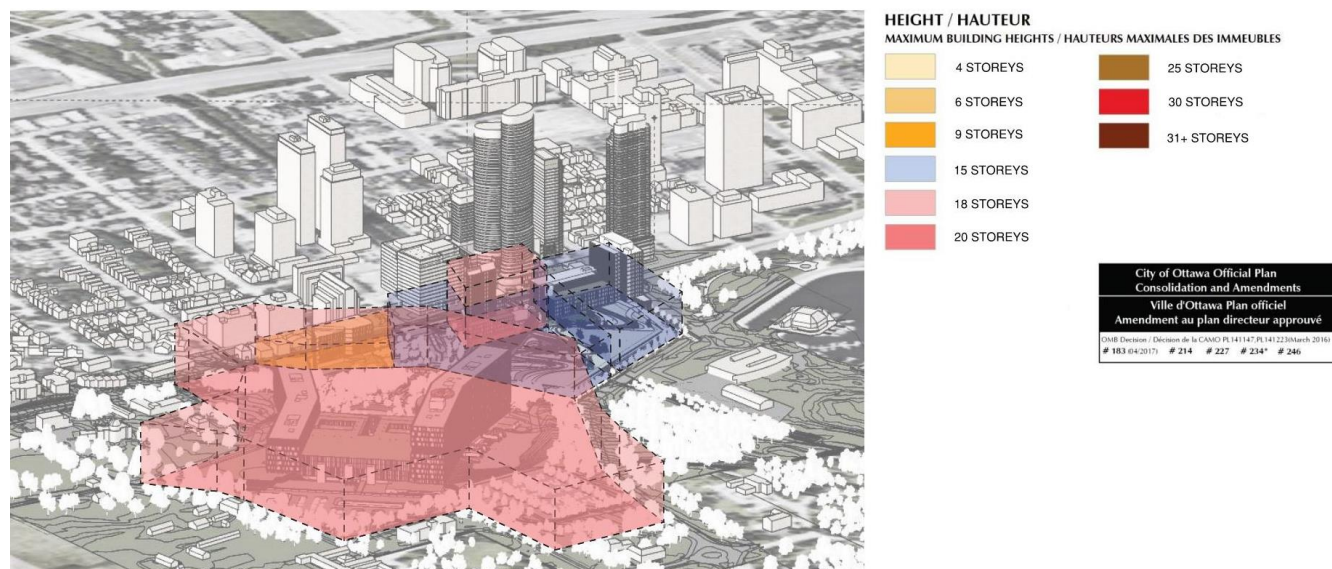 HEIGHT / HAUTEUR
MAXIMUM BUILDING HEIGHTS / HAUTEURS MAXIMALES DES IMMEUBLES
4 STOREYS
6 STOREYS
9 STOREYS
15 STOREYS
18 STOREYS
20 STOREYS
25 STOREYS
30 STOREYS
31+ STOREYS
City of Ottawa Official Plan
Consolidation and Amendments
Ville d'Ottawa Plan officiel
Amendment au plan directeur approuvé
OMB Decision / Décision de la CAMO PL141147;PL141223(March 2016)
# 183 (04/2017) # 214 # 227 # 234* # 246